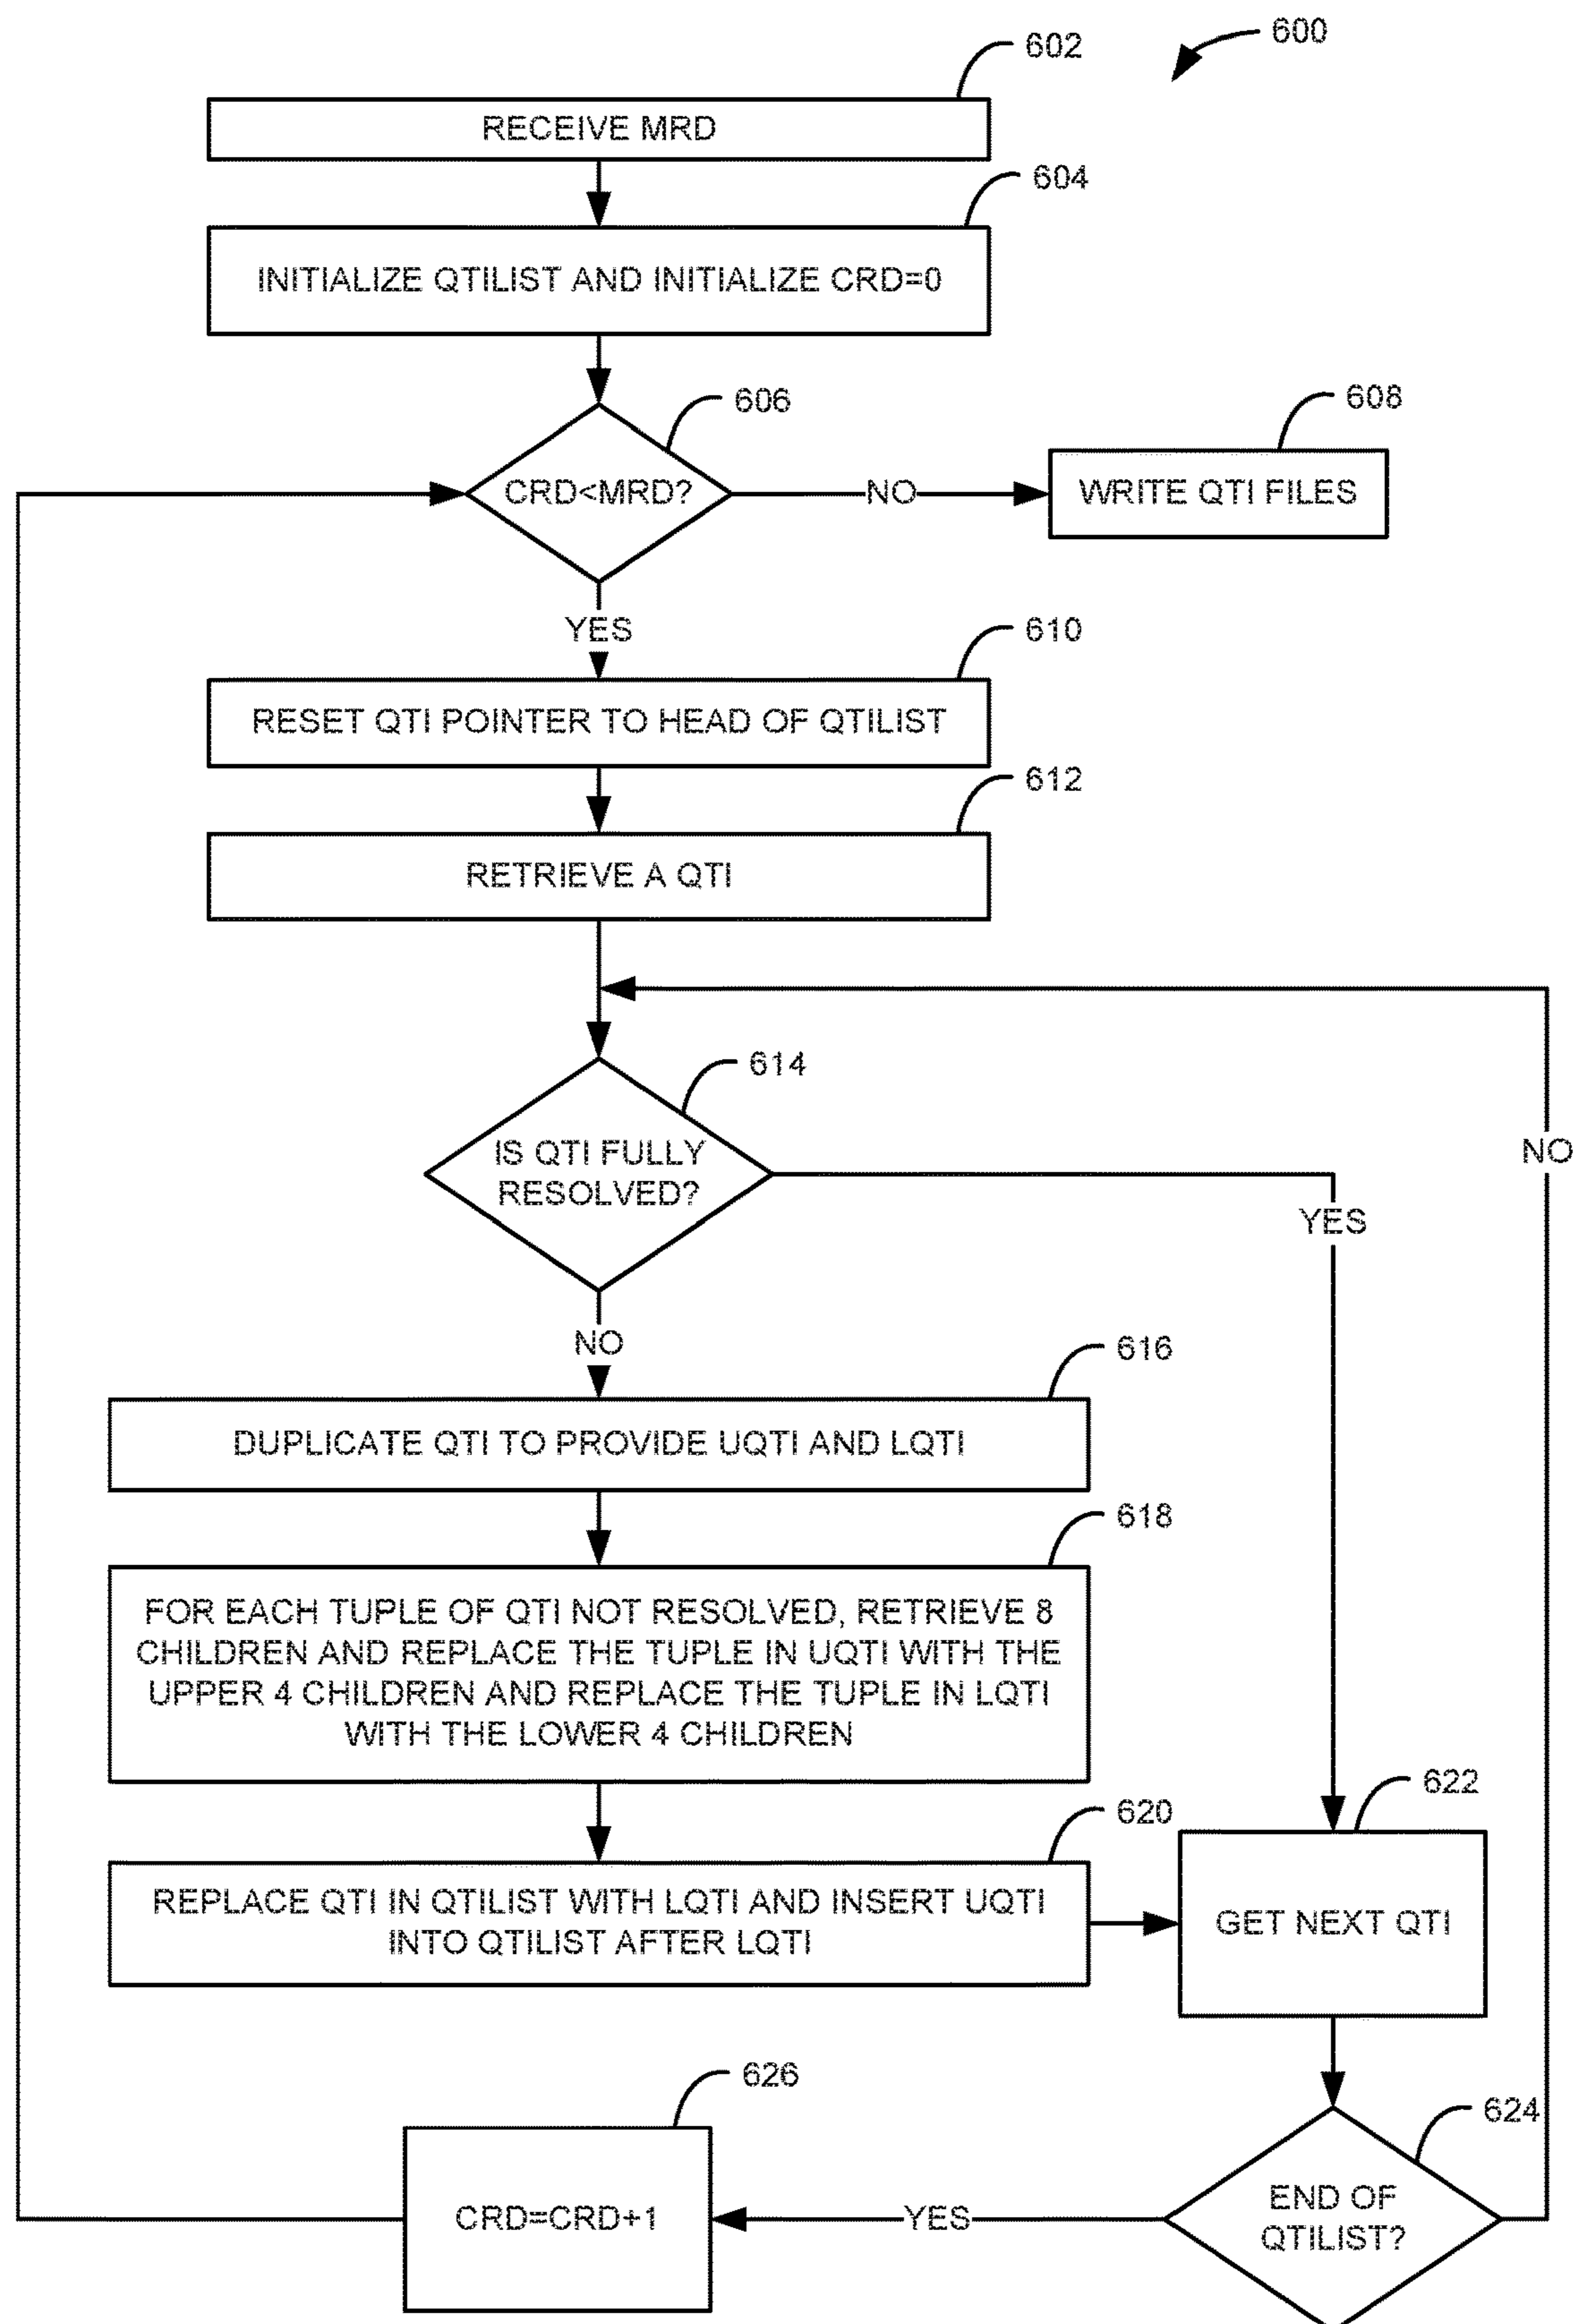 600
602
RECEIVE MRD
604
INITIALIZE QTILIST AND INITIALIZE CRD=0
606
608
CRD<MRD?
NO
WRITE QTI FILES
YES
610
RESET QTI POINTER TO HEAD OF QTILIST
612
RETRIEVE A QTI
614
IS QTI FULLY
RESOLVED?
NO
YES
NO
616
DUPLICATE QTI TO PROVIDE UQTI AND LQTI
618
FOR EACH TUPLE OF QTI NOT RESOLVED, RETRIEVE 8
CHILDREN AND REPLACE THE TUPLE IN UQTI WITH THE
UPPER 4 CHILDREN AND REPLACE THE TUPLE IN LQTI
WITH THE LOWER 4 CHILDREN
622
620
REPLACE QTI IN QTILIST WITH LQTI AND INSERT UQTI
INTO QTILIST AFTER LQTI
GET NEXT QTI
626
624
CRD=CRD+1
YES
END OF
QTILIST?